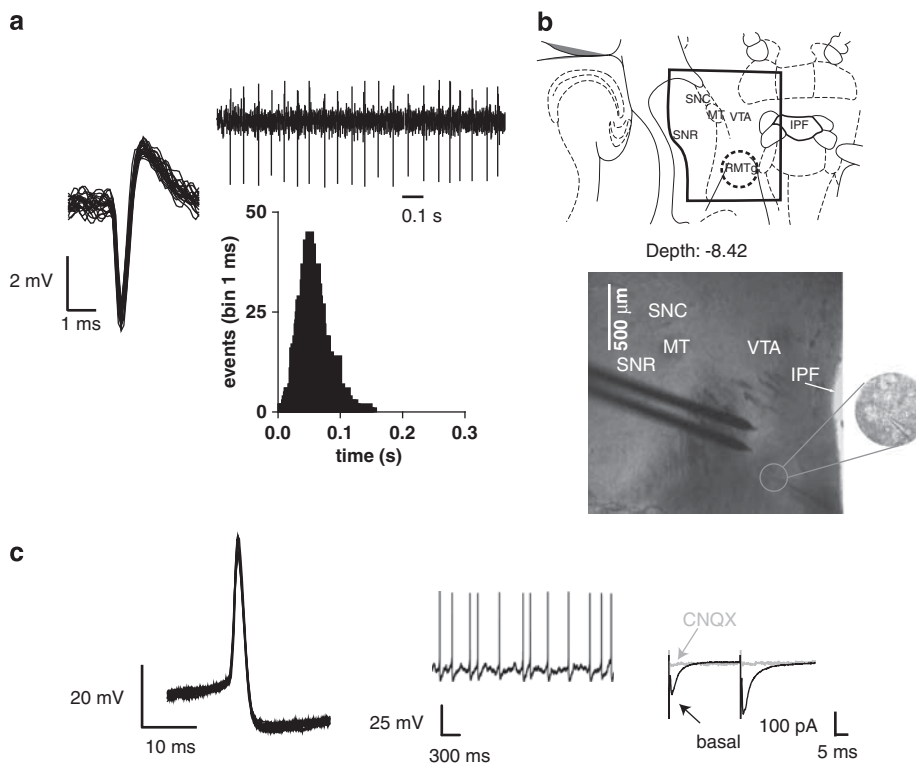 a
2 mV
1 ms
0.1 s
50
25
0
events (bin 1 ms)
0.0 0.1 0.2 0.3
time (s)
b
SNC
MT VTA
SNR
IPF
RMTg
Depth: -8.42
500 µm
SNC
MT VTA
SNR
IPF
c
20 mV
10 ms
25 mV
300 ms
CNQX
basal
100 pA
5 ms